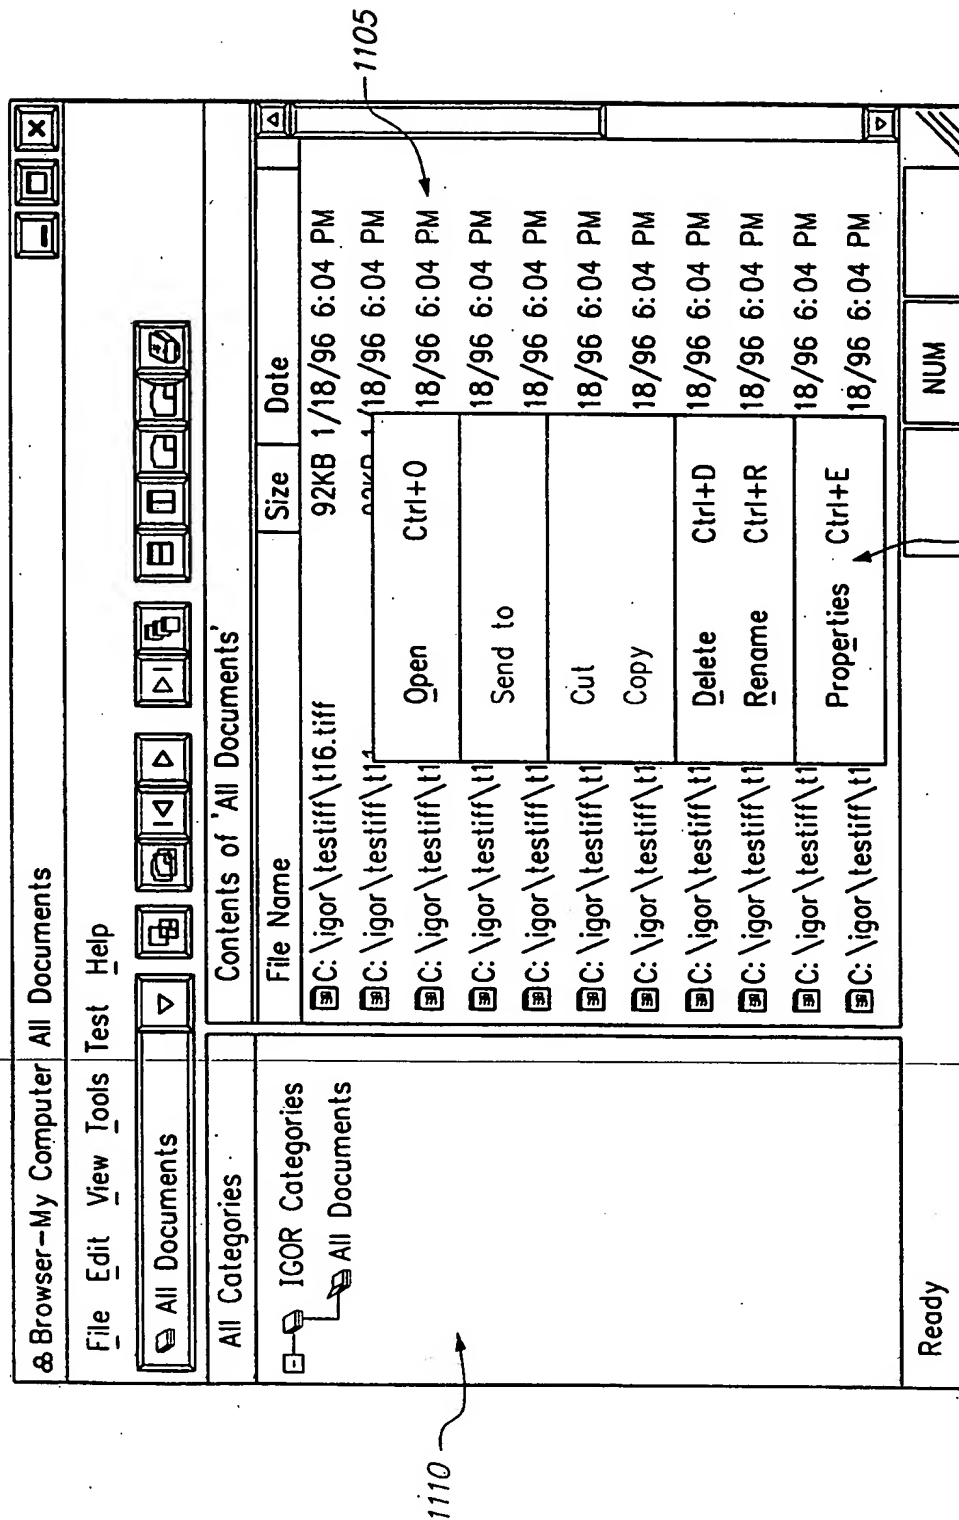 Browser-My Computer All Documents
File Edit View Tools Test Help
All Documents
All Categories
Contents of 'All Documents'
File Name Size Date
IGOR Categories
All Documents
C:\igor\testiff\t16.tiff 92KB 1/18/96 6:04 PM
C:\igor\testiff\t1 /18/96 6:04 PM
C:\igor\testiff\t1 18/96 6:04 PM
C:\igor\testiff\t1 18/96 6:04 PM
C:\igor\testiff\t1 18/96 6:04 PM
C:\igor\testiff\t1 18/96 6:04 PM
C:\igor\testiff\t1 18/96 6:04 PM
C:\igor\testiff\t1 18/96 6:04 PM
C:\igor\testiff\t1 18/96 6:04 PM
C:\igor\testiff\t1 18/96 6:04 PM
C:\igor\testiff\t1 18/96 6:04 PM
Open Ctrl+O
Send to
Cut
Copy
Delete Ctrl+D
Rename Ctrl+R
Properties Ctrl+E
Ready NUM
1105
1110